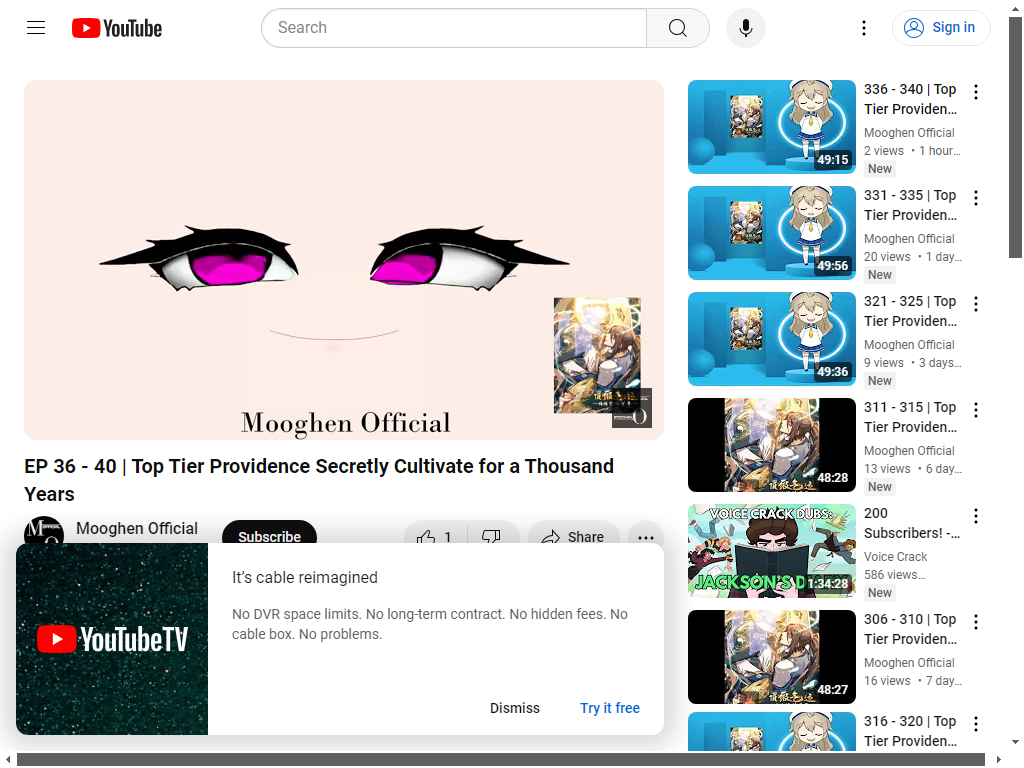 YouTube
Search
Sign in
Mooghen Official
EP 36 - 40 | Top Tier Providence Secretly Cultivate for a Thousand
Years
Mooghen Official
Subscribe
1
Share
YouTubeTV
It's cable reimagined
No DVR space limits. No long-term contract. No hidden fees. No
cable box. No problems.
Dismiss
Try it free
49:15
336 - 340 | Top
Tier Providen...
Mooghen Official
2 views • 1 hour...
New
49:56
331 - 335 | Top
Tier Providen...
Mooghen Official
20 views • 1 day...
New
49:36
321 - 325 | Top
Tier Providen...
Mooghen Official
9 views • 3 days...
New
48:28
311 - 315 | Top
Tier Providen...
Mooghen Official
13 views • 6 day...
New
VOICE CRACK DUBS:
JACKSON'S D
1:34:28
200
Subscribers! -...
Voice Crack
586 views...
New
48:27
306 - 310 | Top
Tier Providen...
Mooghen Official
16 views • 7 day...
316 - 320 | Top
Tier Providen...